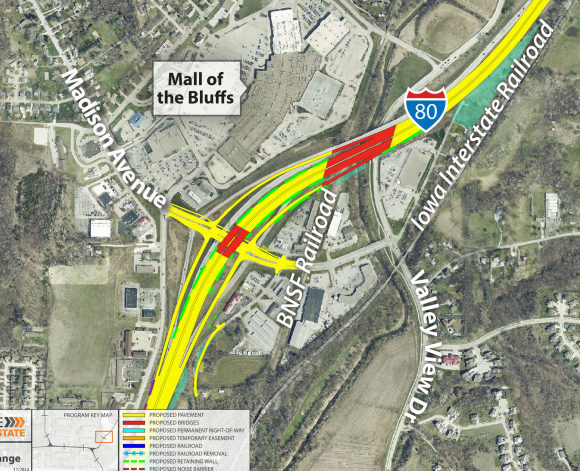 Mall of
the Bluffs
Madison Avenue
80
Iowa Interstate Railroad
BNSF Railroad
Valley View Dr.
E
STATE
nge
12/2014
PROGRAM KEY MAP
PROPOSED PAVEMENT
PROPOSED BRIDGES
PROPOSED PERMANENT RIGHT-OF-WAY
PROPOSED TEMPORARY EASEMENT
PROPOSED RAILROAD
PROPOSED RAILROAD REMOVAL
PROPOSED RETAINING WALL
PROPOSED NOISE BARRIER